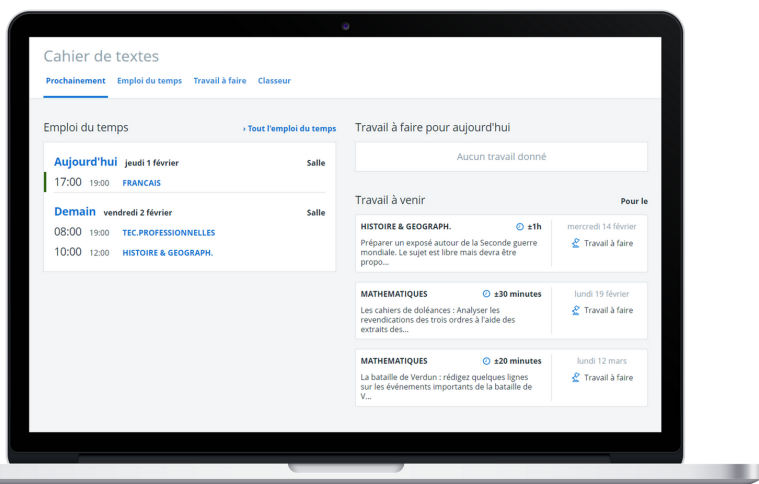 Cahier de textes
Prochainement Emploi du temps Travail à faire Classeur
Emploi du temps
› Tout l'emploi du temps
Aujourd'hui jeudi 1 février Salle
17:00 19:00 FRANCAIS
Demain vendredi 2 février Salle
08:00 19:00 TEC.PROFESSIONNELLES
10:00 12:00 HISTOIRE & GEOGRAPH.
Travail à faire pour aujourd'hui
Aucun travail donné
Travail à venir Pour le
HISTOIRE & GEOGRAPH. ±1h mercredi 14 février
Préparer un exposé autour de la Seconde guerre
mondiale. Le sujet est libre mais devra être
propo...
Travail à faire
MATHEMATIQUES ±30 minutes lundi 19 février
Les cahiers de doléances : Analyser les
revendications des trois ordres à l'aide des
extraits des...
Travail à faire
MATHEMATIQUES ±20 minutes lundi 12 mars
La bataille de Verdun : rédigez quelques lignes
sur les événements importants de la bataille de
V...
Travail à faire